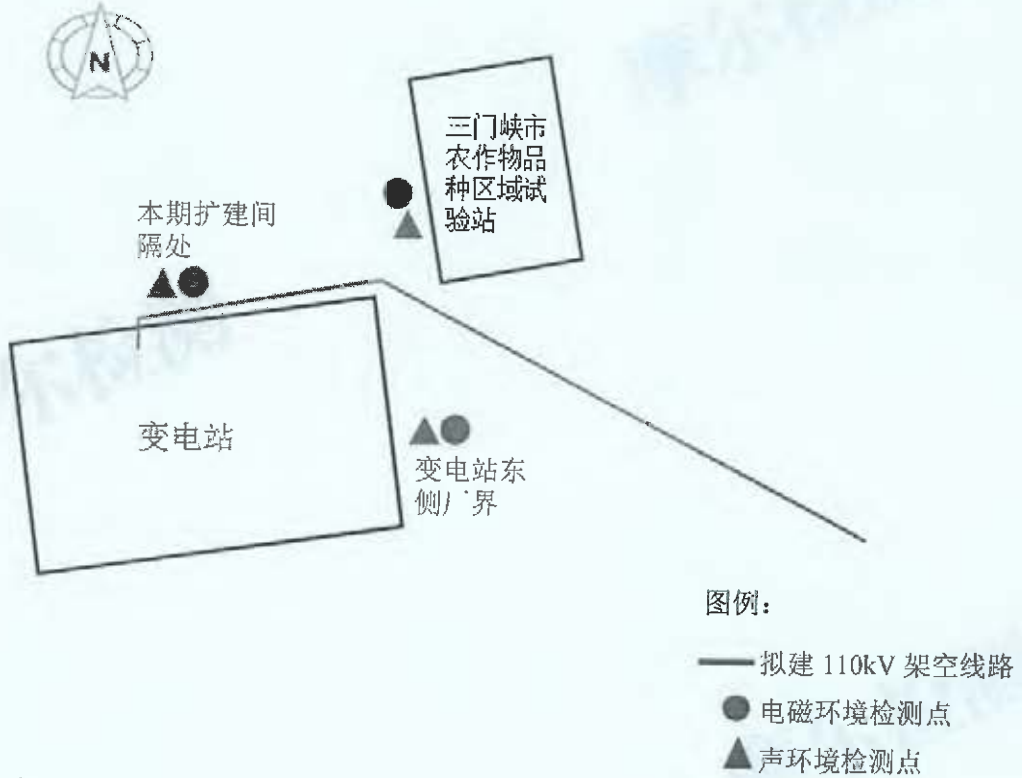 N
三门峡市
农作物品
种区域试
验站
本期扩建间
隔处
变电站
变电站东
侧厂界
图例：
拟建 110kV 架空线路
电磁环境检测点
声环境检测点